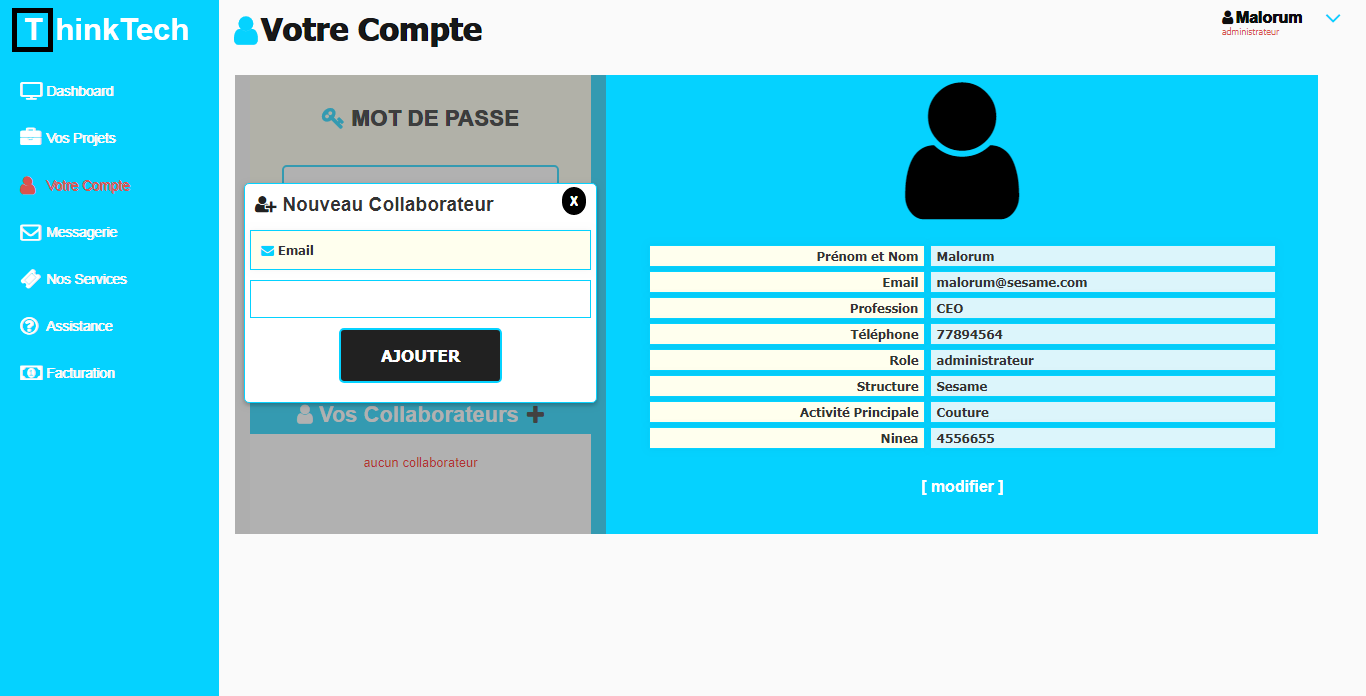 ThinkTech
Dashboard
Vos Projets
Votre Compte
Messagerie
Nos Services
Assistance
Facturation
Votre Compte
Malorum
administrateur
MOT DE PASSE
Nouveau Collaborateur
X
Email
AJOUTER
Vos Collaborateurs
aucun collaborateur
Prénom et Nom Malorum
Email malorum@sesame.com
Profession CEO
Téléphone 77894564
Role administrateur
Structure Sesame
Activité Principale Couture
Ninea 4556655
[ modifier ]